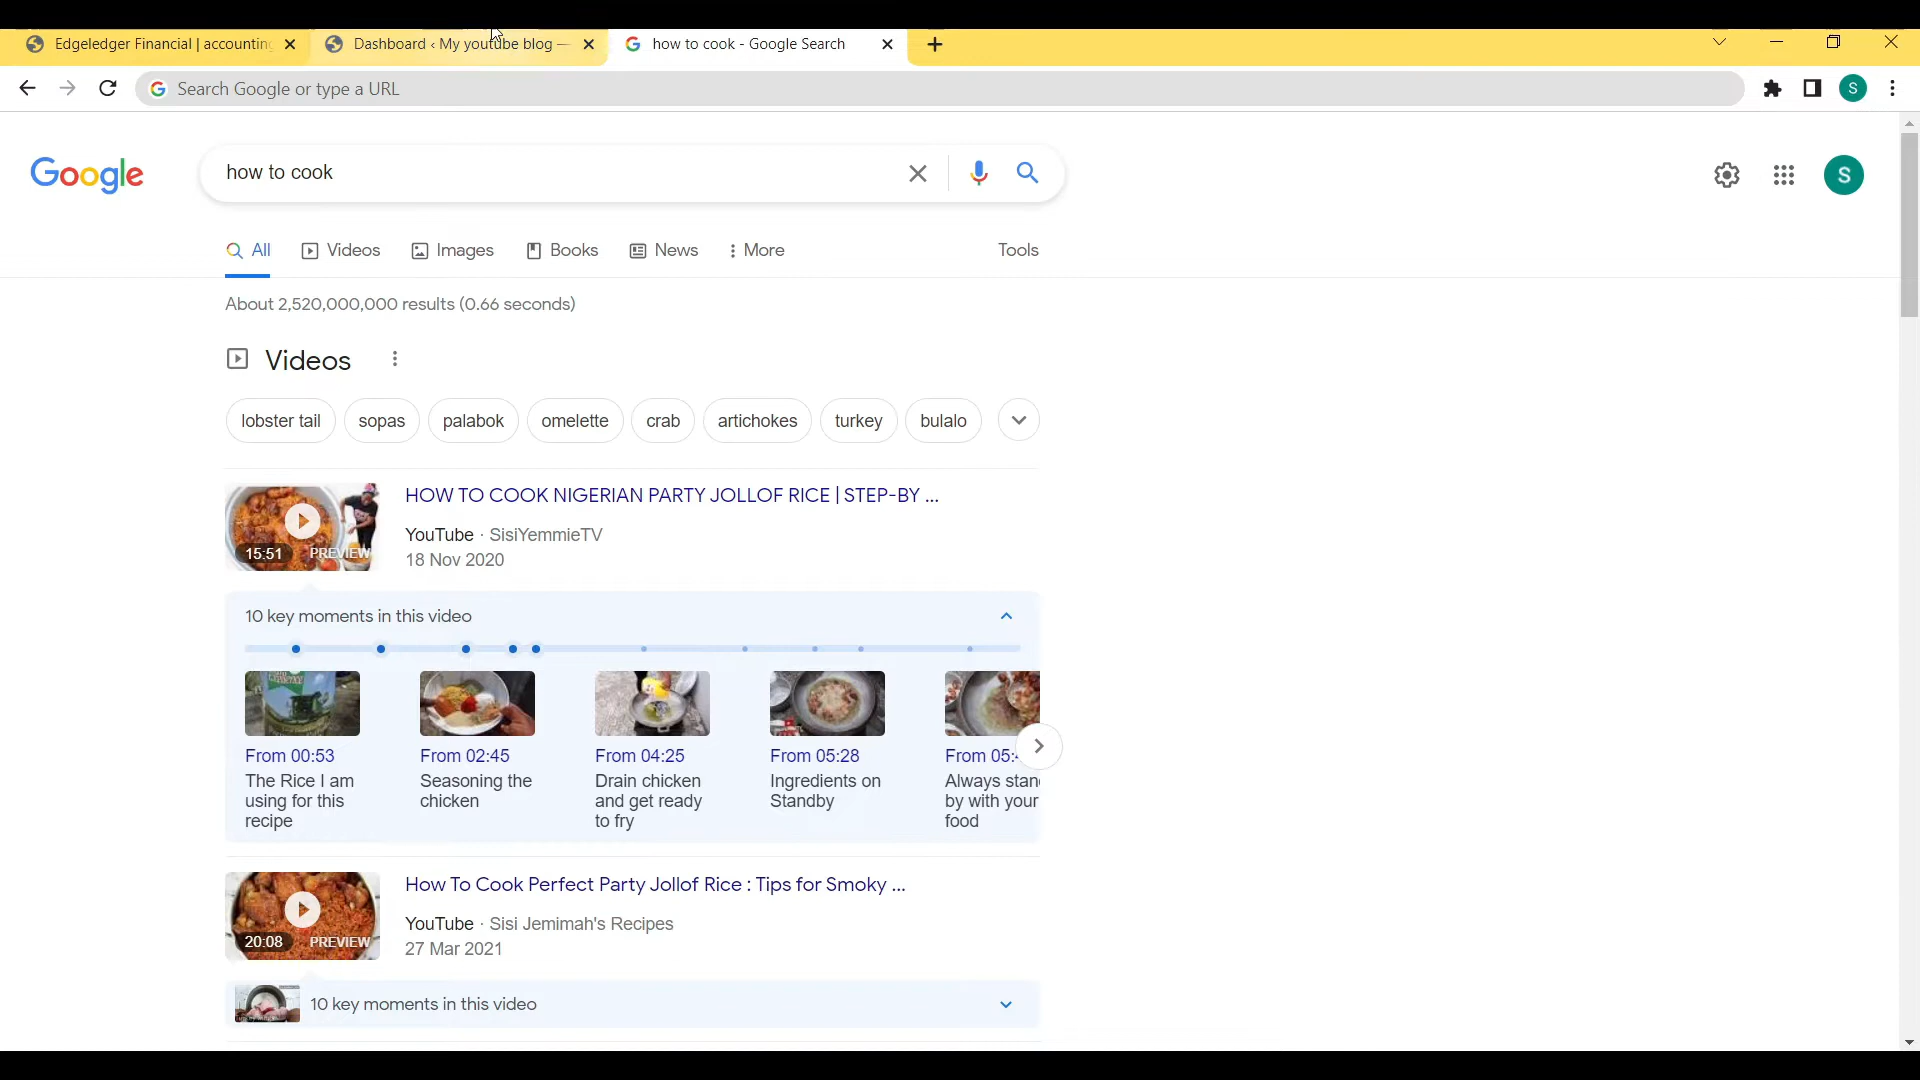 Edgeledger Financial | accounting
Dashboard ‹ My youtube blog —
how to cook - Google Search
Search Google or type a URL
S
Google
how to cook
S
All
Videos
Images
Books
News
More
Tools
About 2,520,000,000 results (0.66 seconds)
Videos
lobster tail
sopas
palabok
omelette
crab
artichokes
turkey
bulalo
HOW TO COOK NIGERIAN PARTY JOLLOF RICE | STEP-BY ...
15:51
PREVIEW
YouTube · SisiYemmieTV
18 Nov 2020
10 key moments in this video
From 00:53
The Rice I am
using for this
recipe
From 02:45
Seasoning the
chicken
From 04:25
Drain chicken
and get ready
to fry
From 05:28
Ingredients on
Standby
From 05:
Always stan
by with your
food
How To Cook Perfect Party Jollof Rice : Tips for Smoky ...
20:08
PREVIEW
YouTube · Sisi Jemimah's Recipes
27 Mar 2021
10 key moments in this video